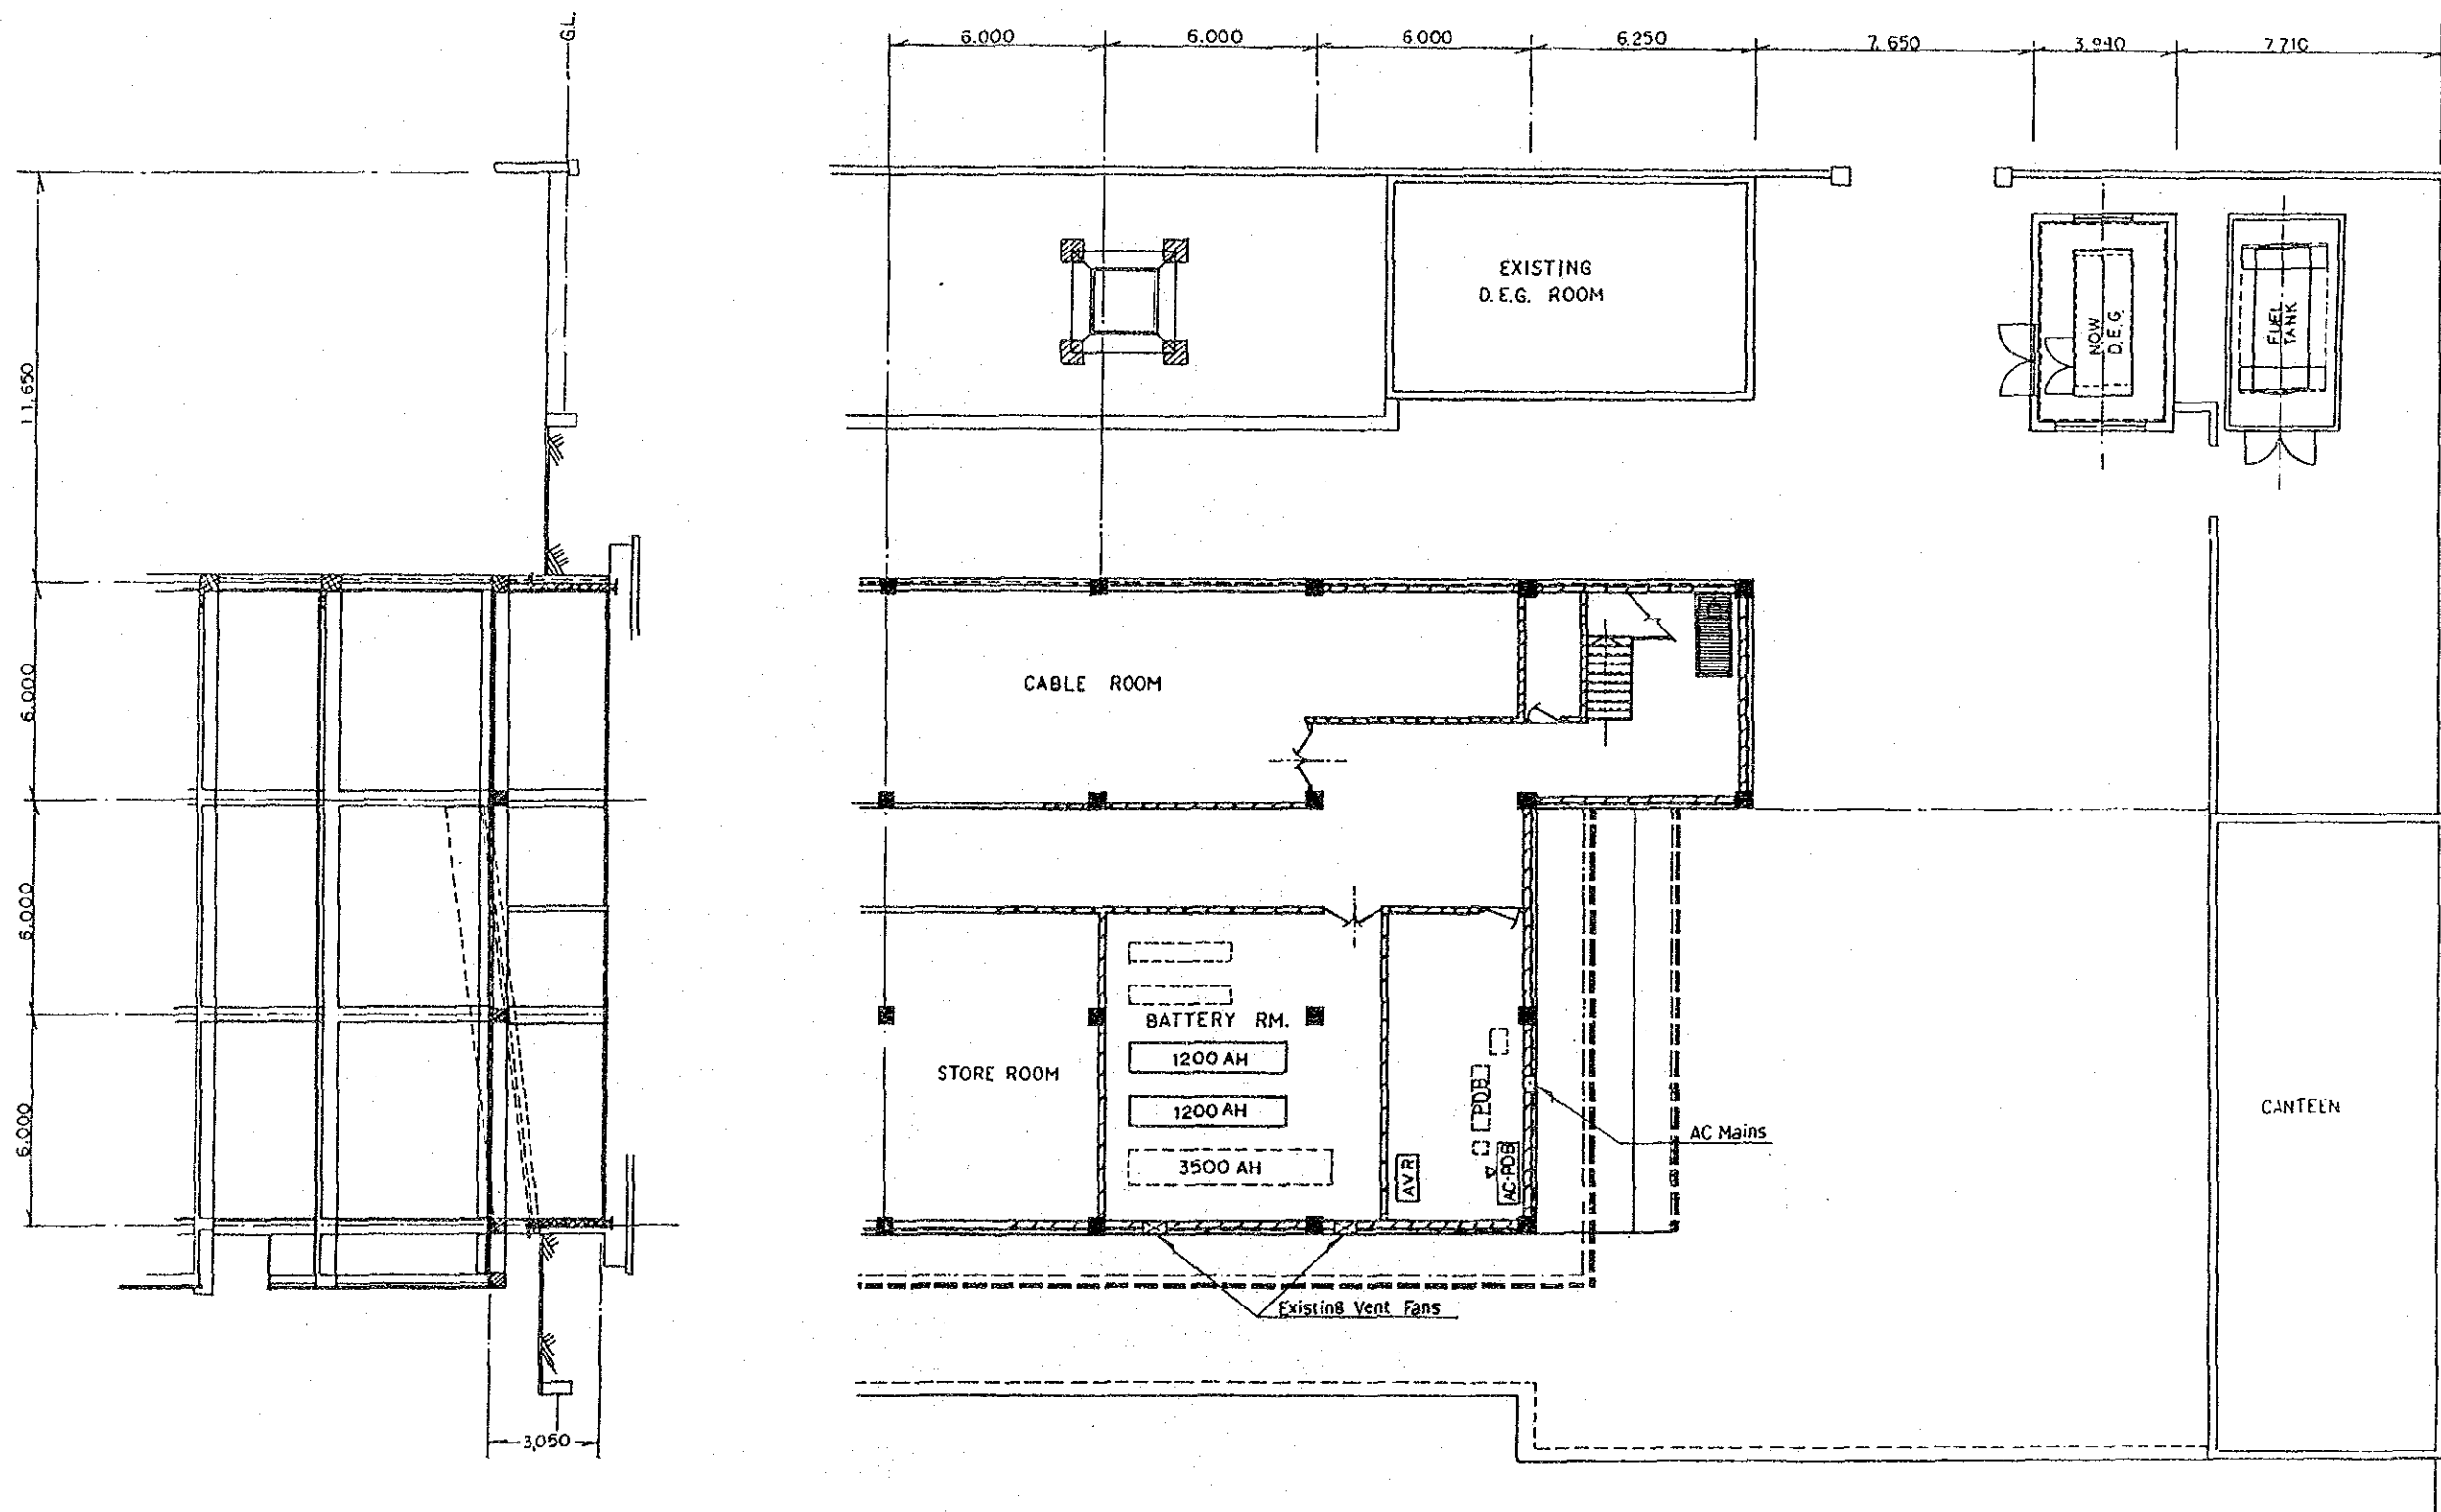 G.L.
6.000 6.000 6.000 6.250 7.650 3.940 7.710
11.650
6.000
6.000
6.000
3,050
EXISTING
D.E.G. ROOM
NOW
D.E.G.
FUEL
TANK
CABLE ROOM
STORE ROOM
BATTERY RM.
1200 AH
1200 AH
3500 AH
AVR
PDB
AC-PDB
AC Mains
CANTEEN
Existing Vent Fans